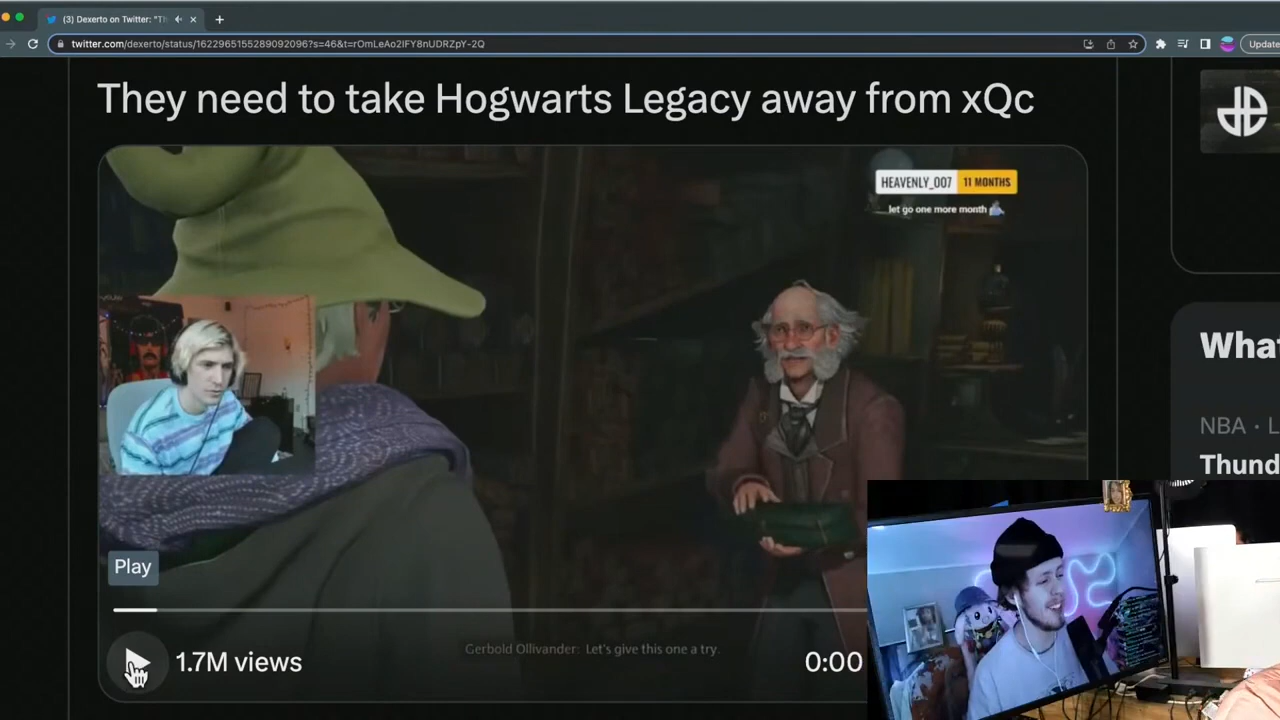 (3) Dexerto on Twitter: "Th
twitter.com/dexerto/status/1622965155289092096?s=46&t=rOmLeAo2lFY8nUDRZpY-2Q
Update
They need to take Hogwarts Legacy away from xQc
HEAVENLY_007 11 MONTHS
let go one more month
What
NBA · L
Thund
Play
Gerbold Ollivander: Let's give this one a try.
1.7M views
0:00